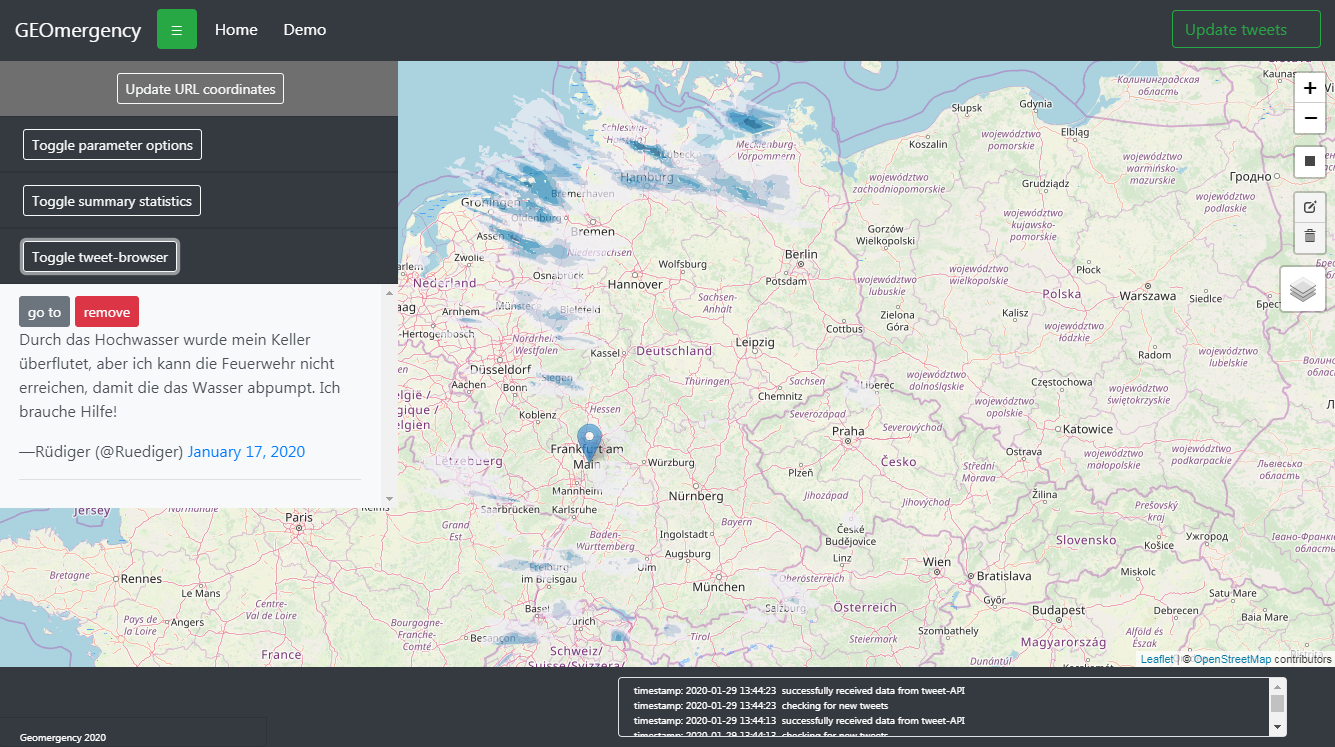 GEOmergency
☰
Home
Demo
Update tweets
Update URL coordinates
Toggle parameter options
Toggle summary statistics
Toggle tweet-browser
go to
remove
Durch das Hochwasser wurde mein Keller
überflutet, aber ich kann die Feuerwehr nicht
erreichen, damit die das Wasser abpumpt. Ich
brauche Hilfe!
—Rüdiger (@Ruediger) January 17, 2020
+
−
Калининградская
область
Kaunas
Słupsk
Gdynia
Elbląg
Koszalin
województwo
pomorskie
województwo
warmińsko-
mazurskie
Гродно
województwo
zachodniopomorskie
Grudziądz
województwo
podlaskie
województwo
kujawsko-
pomorskie
Schleswig-
Holstein
Lübeck
Mecklenburg-
Vorpommern
Hamburg
Bremerhaven
Groningen
Oldenburg
Assen
Bremen
Niedersachsen
Zwolle
Osnabrück
Wolfsburg
Hannover
Berlin
Potsdam
Gorzów
Wielkopolski
Płock
województwo
lubuskie
województwo
wielkopolskie
Polska
Warszawa
Siedlce
Nederland
Arnhem
Münster
Bielefeld
Sachsen-
Anhalt
Cottbus
Zielona
Góra
Kalisz
województwo
łódzkie
's-Hertogenbosch
Nordrhein-
Westfalen
Kassel
Deutschland
Leipzig
Radom
województwo
lubelskie
Düsseldorf
Aachen
Bonn
Siegen
Thüringen
Sachsen
Chemnitz
Liberec
województwo
dolnośląskie
Częstochowa
województwo
opolskie
województwo
świętokrzyskie
Koblenz
Hessen
Severozápad
Severovýchod
Praha
Katowice
Frankfurt am
Main
Lëtzebuerg
Würzburg
Plzeň
Česko
Ostrava
województwo
małopolskie
województwo
podkarpackie
Львівська
область
Střední
Morava
Mannheim
Nürnberg
Jihozápad
Jihovýchod
Žilina
Prešovský
kraj
Saarbrücken
Karlsruhe
Jersey
Normandie
Paris
Reims
Grand
Est
Baden-
Württemberg
Ingolstadt
Bayern
České
Budějovice
Slovensko
Košice
Ужгород
Augsburg
Ulm
Linz
Bretagne
Rennes
Le Mans
Freiburg
im Breisgau
München
Wien
Bratislava
Miskolc
Oberösterreich
Salzburg
Győr
Satu Mare
Pays de
la Loire
Angers
Centre-
Val de Loire
Bourgogne-
Franche-
Comté
Basel
Zürich
Österreich
Budapest
Debrecen
Baia Mare
Besançon
Tirol
Steiermark
Szombathely
Magyarország
Alföld és
Észak
France
Schweiz/
Suisse/Svizzera/
Dunántúl
Leaflet | © OpenStreetMap contributors
timestamp: 2020-01-29 13:44:23 successfully received data from tweet-API
timestamp: 2020-01-29 13:44:23 checking for new tweets
timestamp: 2020-01-29 13:44:13 successfully received data from tweet-API
timestamp: 2020-01-29 13:44:13 checking for new tweets
Geomergency 2020